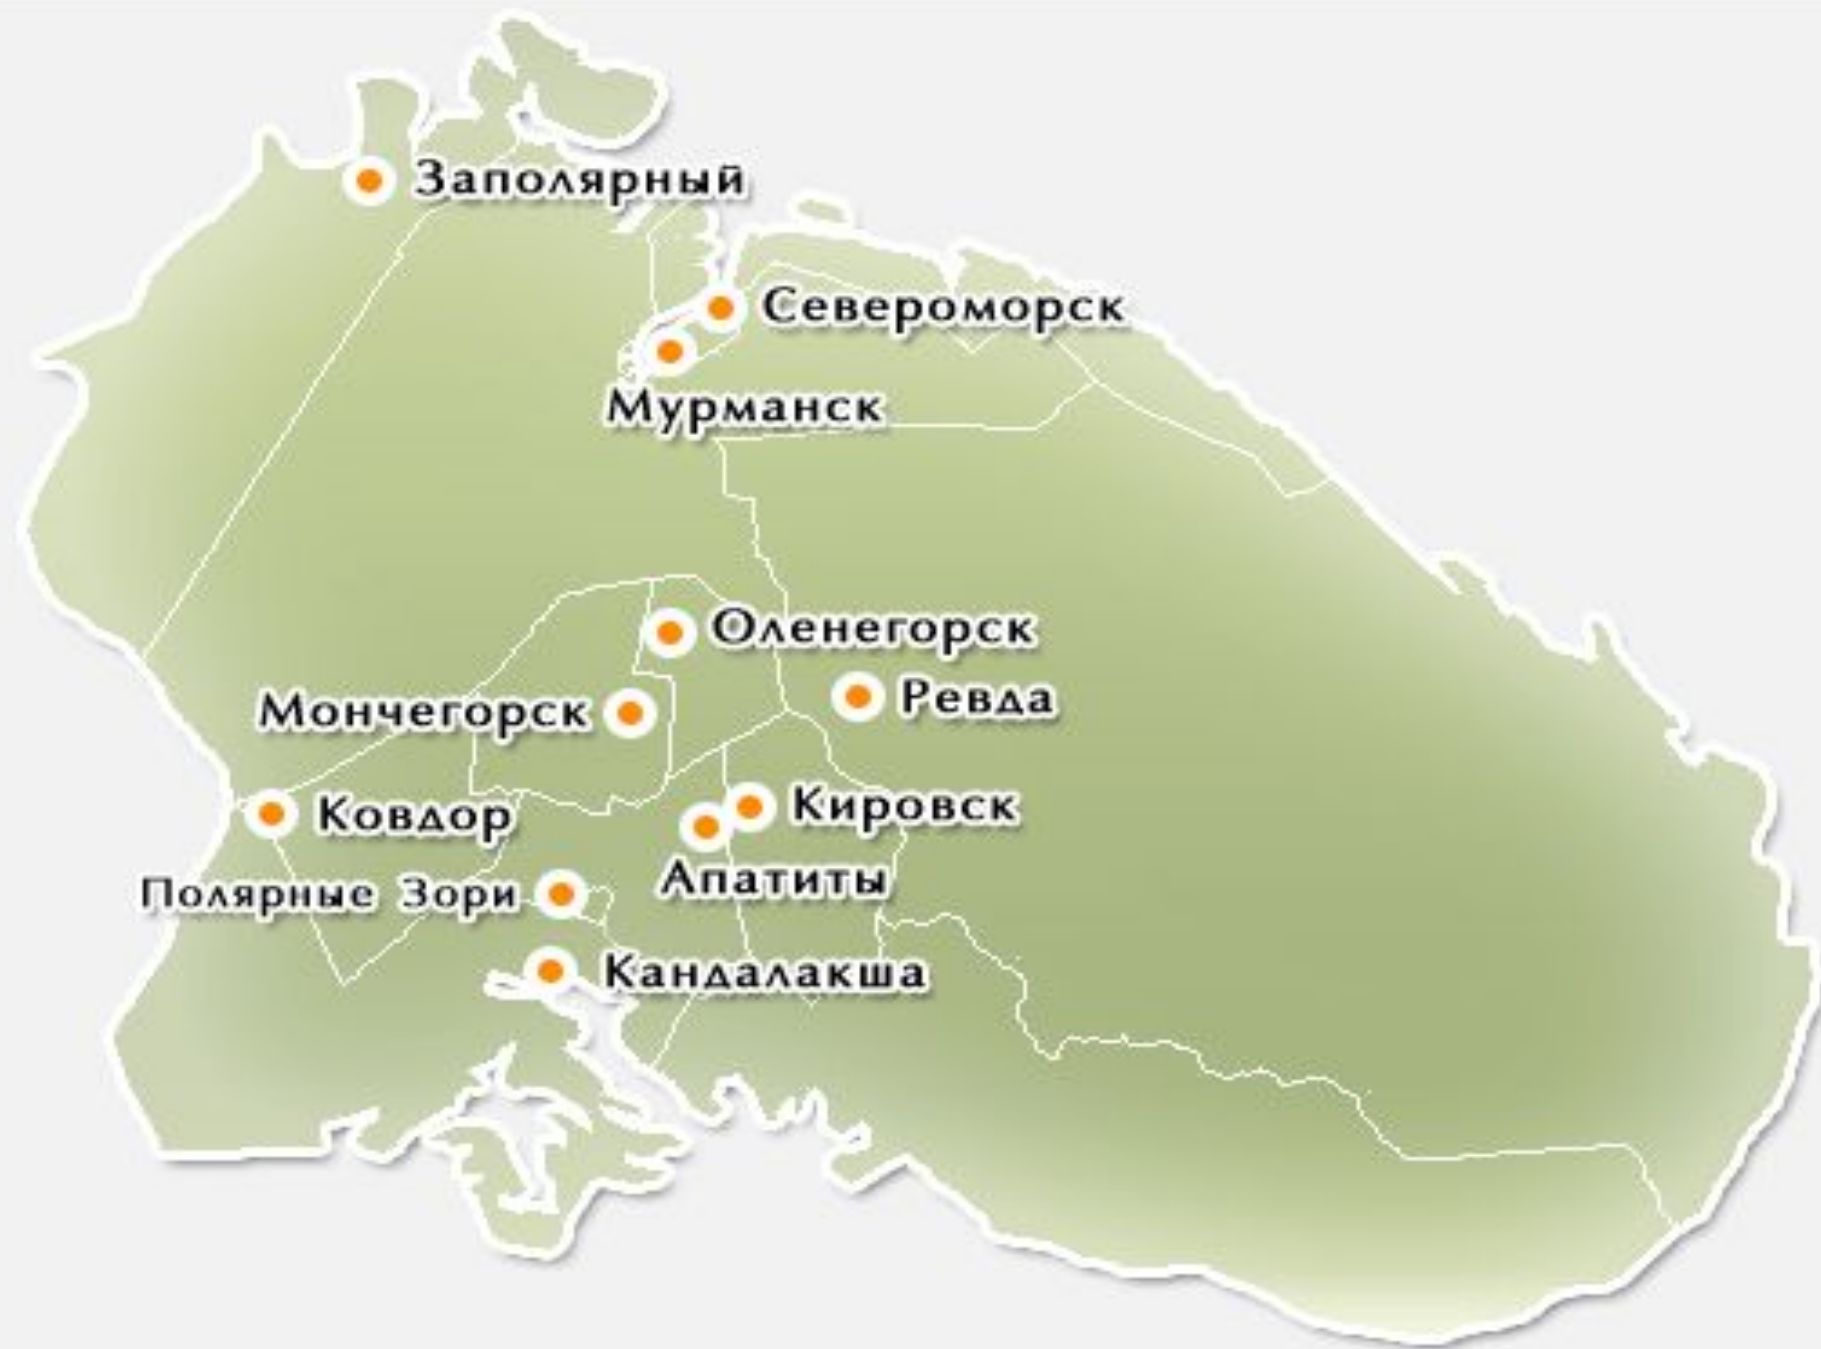 Заполярный
Североморск
Мурманск
Оленегорск
Ревда
Мончегорск
Кировск
Ковдор
Апатиты
Полярные Зори
Кандалакша